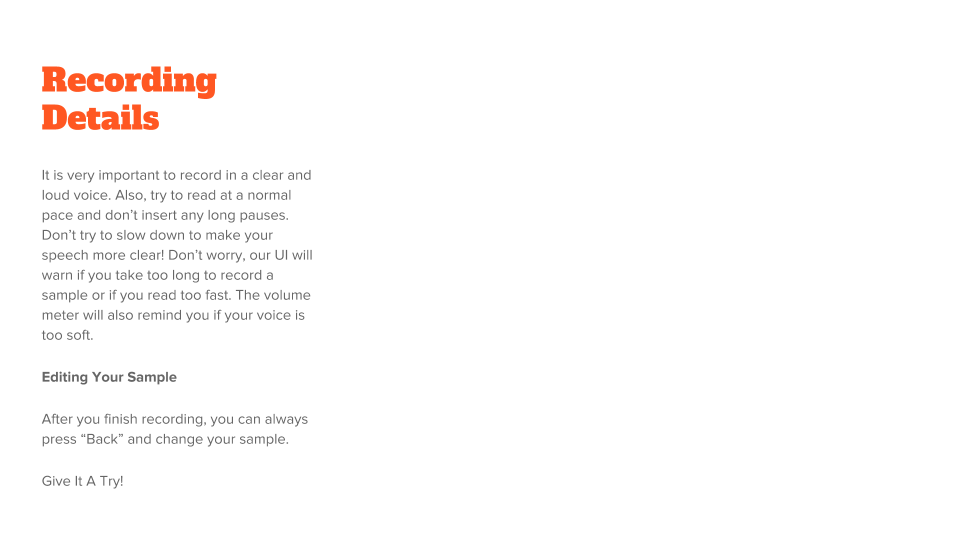 Recording
Details
It is very important to record in a clear and
loud voice. Also, try to read at a normal
pace and don’t insert any long pauses.
Don’t try to slow down to make your
speech more clear! Don’t worry, our UI will
warn if you take too long to record a
sample or if you read too fast. The volume
meter will also remind you if your voice is
too soft.
Editing Your Sample
After you finish recording, you can always
press “Back” and change your sample.
Give It A Try!